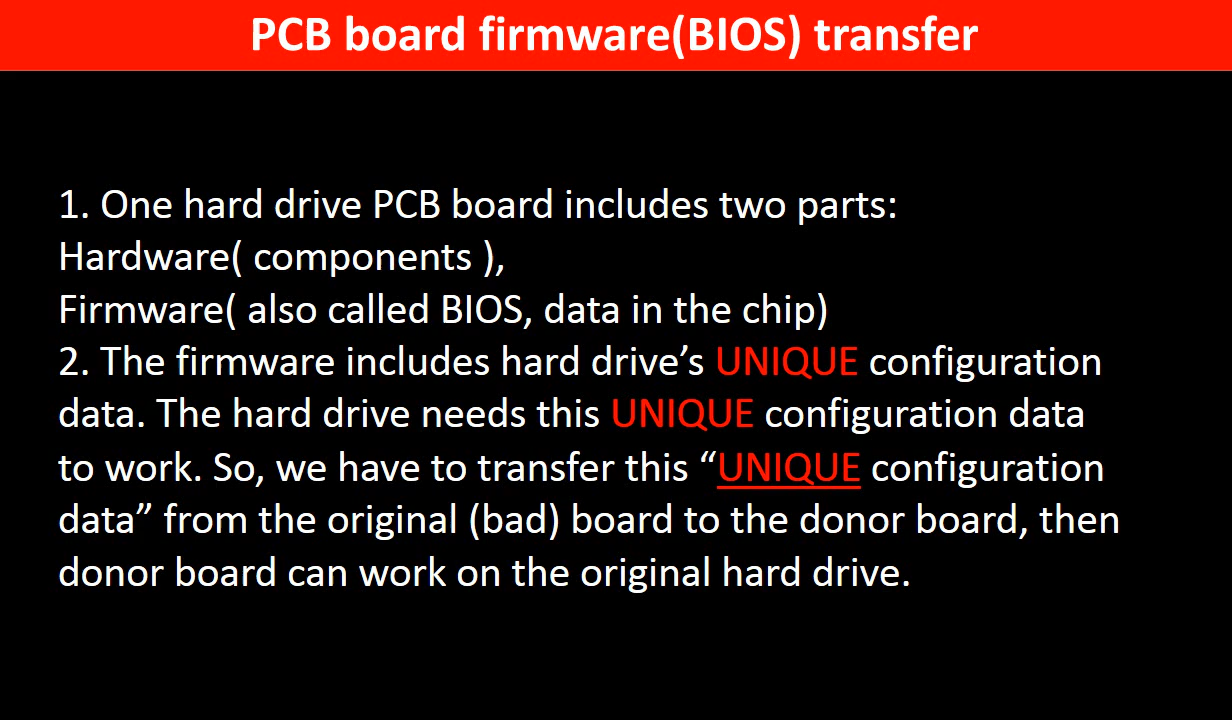 PCB board firmware(BIOS) transfer
1. One hard drive PCB board includes two parts:
Hardware( components ),
Firmware( also called BIOS, data in the chip)
2. The firmware includes hard drive’s UNIQUE configuration
data. The hard drive needs this UNIQUE configuration data
to work. So, we have to transfer this “UNIQUE configuration
data” from the original (bad) board to the donor board, then
donor board can work on the original hard drive.